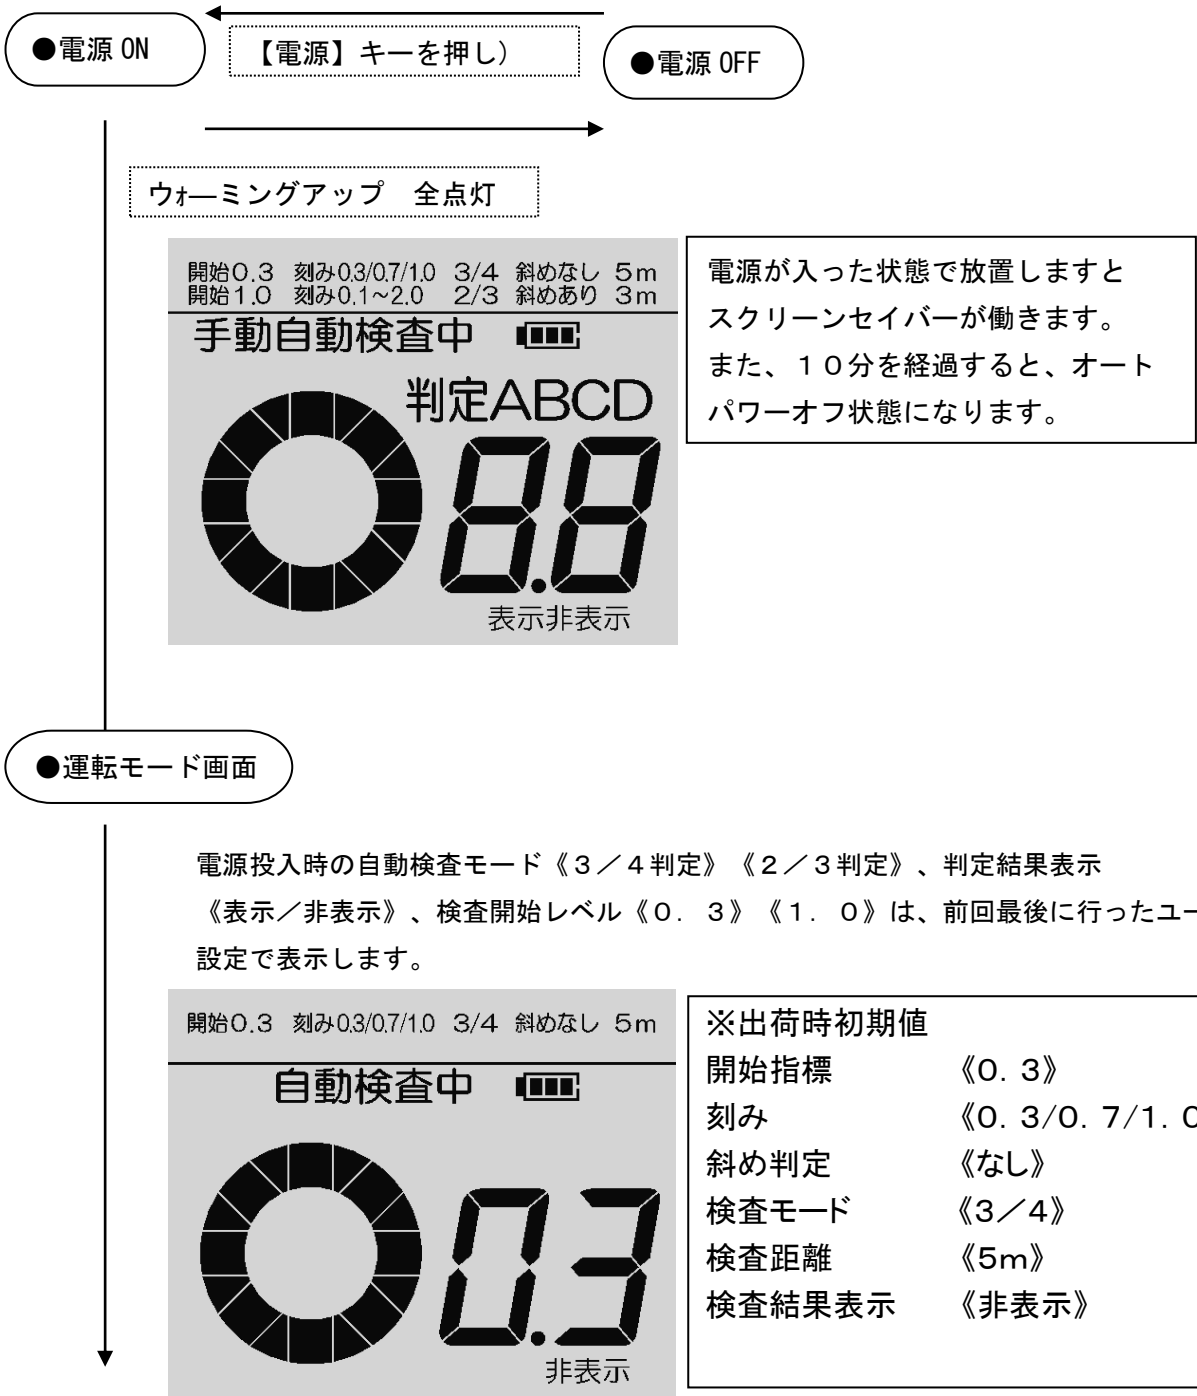 ●電源 ON
【電源】キーを押し）
●電源 OFF
ウォ―ミングアップ　全点灯
開始0.3 刻み0.3/0.7/1.0 3/4 斜めなし 5m
開始1.0 刻み0.1~2.0 2/3 斜めあり 3m
手動自動検査中
判定ABCD
8.8
表示非表示
電源が入った状態で放置しますと
スクリーンセイバーが働きます。
また、１０分を経過すると、オート
パワーオフ状態になります。
●運転モード画面
電源投入時の自動検査モード《３／４判定》《２／３判定》、判定結果表示
《表示／非表示》、検査開始レベル《０．３》《１．０》は、前回最後に行ったユー
設定で表示します。
開始0.3 刻み0.3/0.7/1.0 3/4 斜めなし 5m
自動検査中
0.3
非表示
※出荷時初期値
開始指標　《０．３》
刻み　《０．３/０．７/１．０
斜め判定　《なし》
検査モード　《３／４》
検査距離　《５ｍ》
検査結果表示　《非表示》